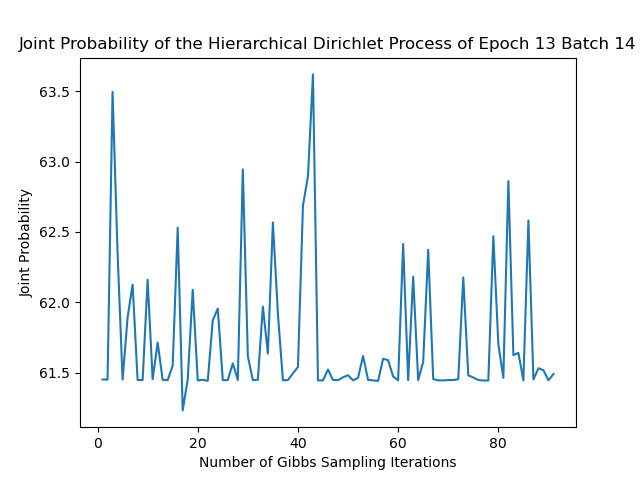 Joint Probability of the Hierarchical Dirichlet Process of Epoch 13 Batch 14
63.5
63.0
62.5
62.0
61.5
Joint Probability
0 20 40 60 80
Number of Gibbs Sampling Iterations